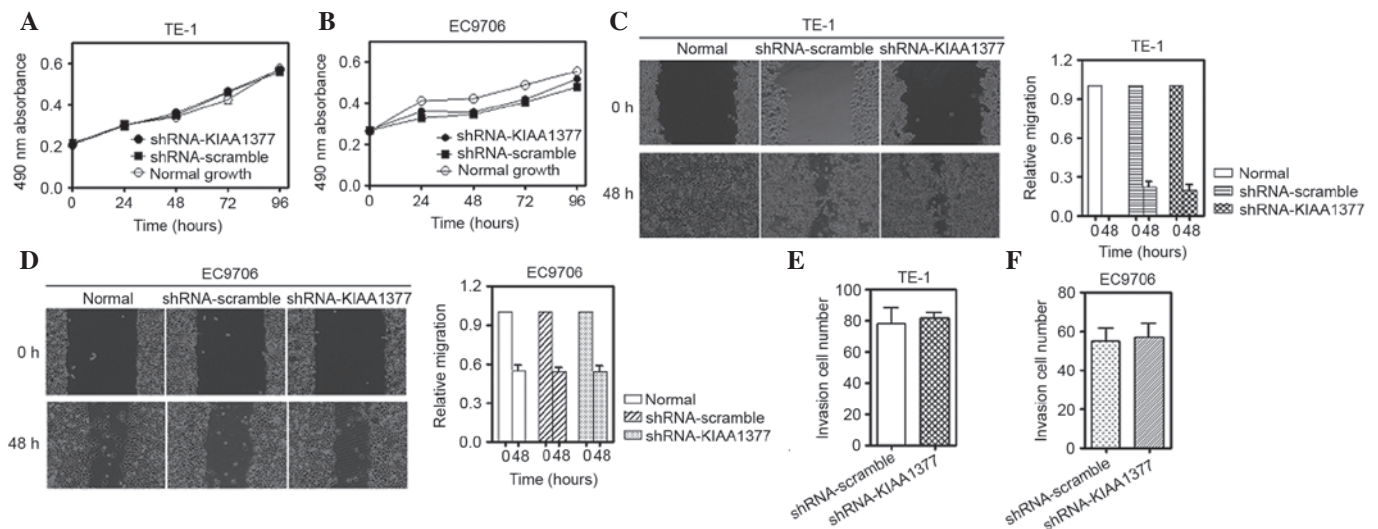 A
TE-1
490 nm absorbance
0.6
0.4
0.2
0.0
shRNA-KIAA1377
shRNA-scramble
Normal growth
0 24 48 72 96
Time (hours)
B
EC9706
490 nm absorbance
0.6
0.4
0.2
0.0
shRNA-KIAA1377
shRNA-scramble
Normal growth
0 24 48 72 96
Time (hours)
C
TE-1
Normal shRNA-scramble shRNA-KIAA1377
0 h
48 h
TE-1
Relative migration
1.2
0.9
0.6
0.3
0.0
0 48 0 48 0 48
Time (hours)
Normal
shRNA-scramble
shRNA-KIAA1377
D
EC9706
Normal shRNA-scramble shRNA-KIAA1377
0 h
48 h
EC9706
Relative migration
1.2
0.9
0.6
0.3
0.0
0 48 0 48 0 48
Time (hours)
Normal
shRNA-scramble
shRNA-KIAA1377
E
TE-1
Invasion cell number
100
80
60
40
20
0
shRNA-scramble
shRNA-KIAA1377
F
EC9706
Invasion cell number
80
60
40
20
0
shRNA-scramble
shRNA-KIAA1377